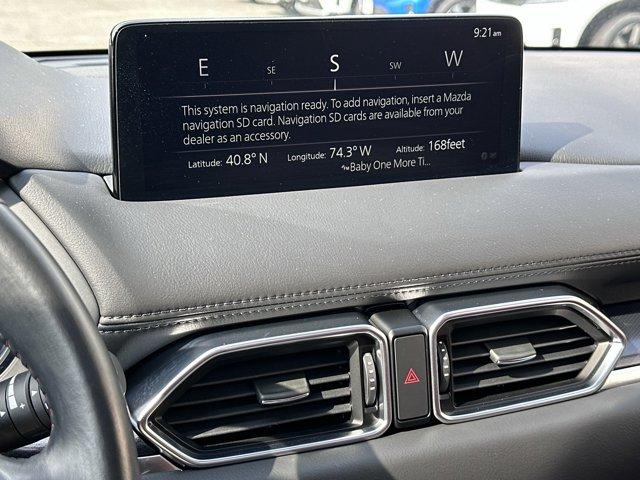 9:21 am
E SE S SW W
This system is navigation ready. To add navigation, insert a Mazda
navigation SD card. Navigation SD cards are available from your
dealer as an accessory.
Latitude: 40.8° N Longitude: 74.3° W Altitude: 168feet
Baby One More Ti...